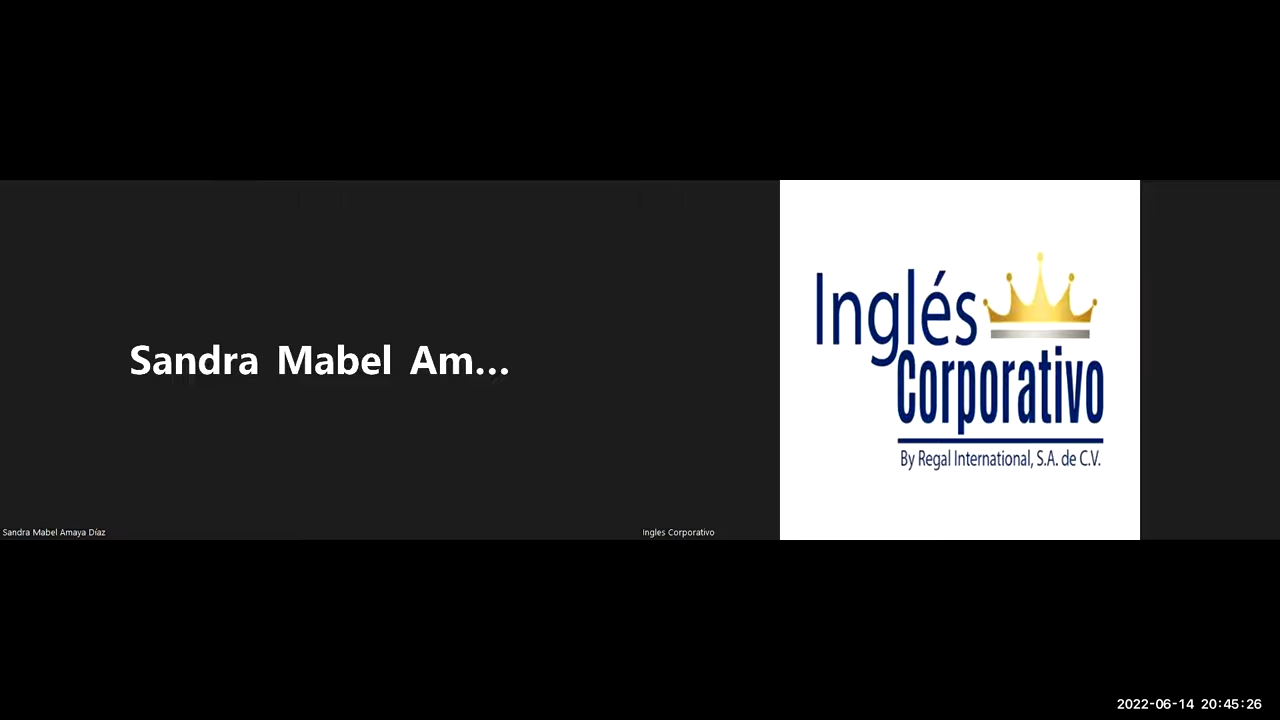 Sandra Mabel Am...
Inglés
Corporativo
By Regal International, S.A. de C.V.
Sandra Mabel Amaya Díaz
Ingles Corporativo
2022-06-14 20:45:26